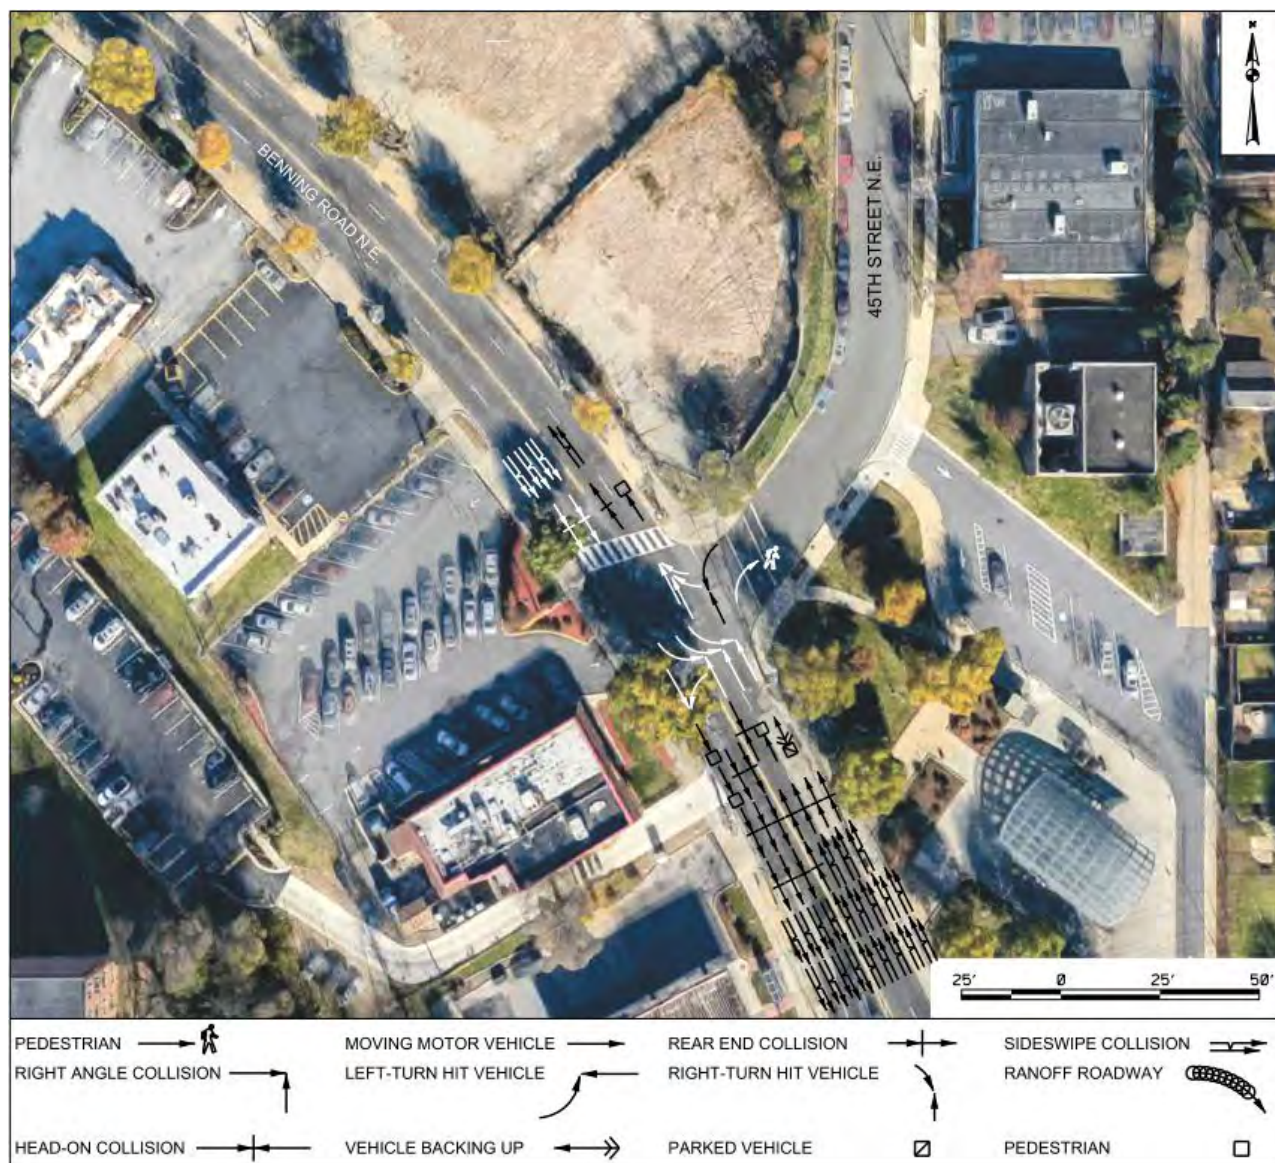 N
BENNING ROAD N.E.
45TH STREET N.E.
25' 0 25' 50'
PEDESTRIAN MOVING MOTOR VEHICLE REAR END COLLISION SIDESWIPE COLLISION
RIGHT ANGLE COLLISION LEFT-TURN HIT VEHICLE RIGHT-TURN HIT VEHICLE RANOFF ROADWAY
HEAD-ON COLLISION VEHICLE BACKING UP PARKED VEHICLE PEDESTRIAN